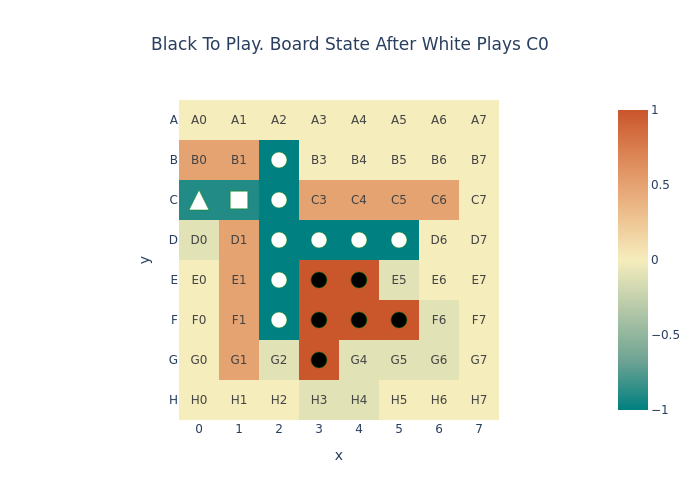 Black To Play. Board State After White Plays C0
A A0 A1 A2 A3 A4 A5 A6 A7
B B0 B1 B3 B4 B5 B6 B7
C C3 C4 C5 C6 C7
D D0 D1 D6 D7
E E0 E1 E5 E6 E7
F F0 F1 F6 F7
G G0 G1 G2 G4 G5 G6 G7
H H0 H1 H2 H3 H4 H5 H6 H7
0 1 2 3 4 5 6 7
x
y
1
0.5
0
−0.5
−1